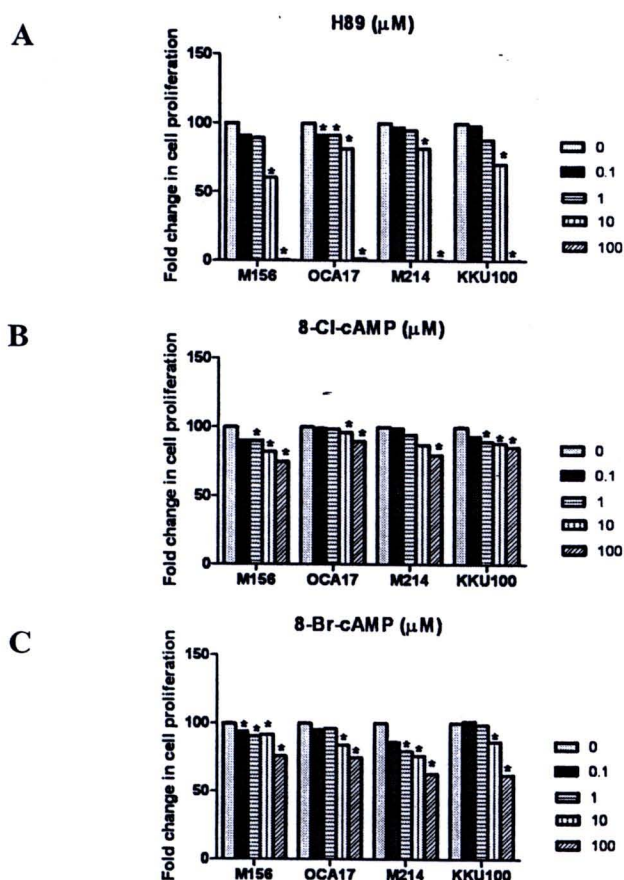 A
H89 (μM)
Fold change in cell proliferation
150
100
50
0
* * * * * * * * *
M156 OCA17 M214 KKU100
0
0.1
1
10
100
B
8-Cl-cAMP (μM)
Fold change in cell proliferation
150
100
50
0
* * * * * * * * *
M156 OCA17 M214 KKU100
0
0.1
1
10
100
C
8-Br-cAMP (μM)
Fold change in cell proliferation
150
100
50
0
* * * * * * * * * * *
M156 OCA17 M214 KKU100
0
0.1
1
10
100